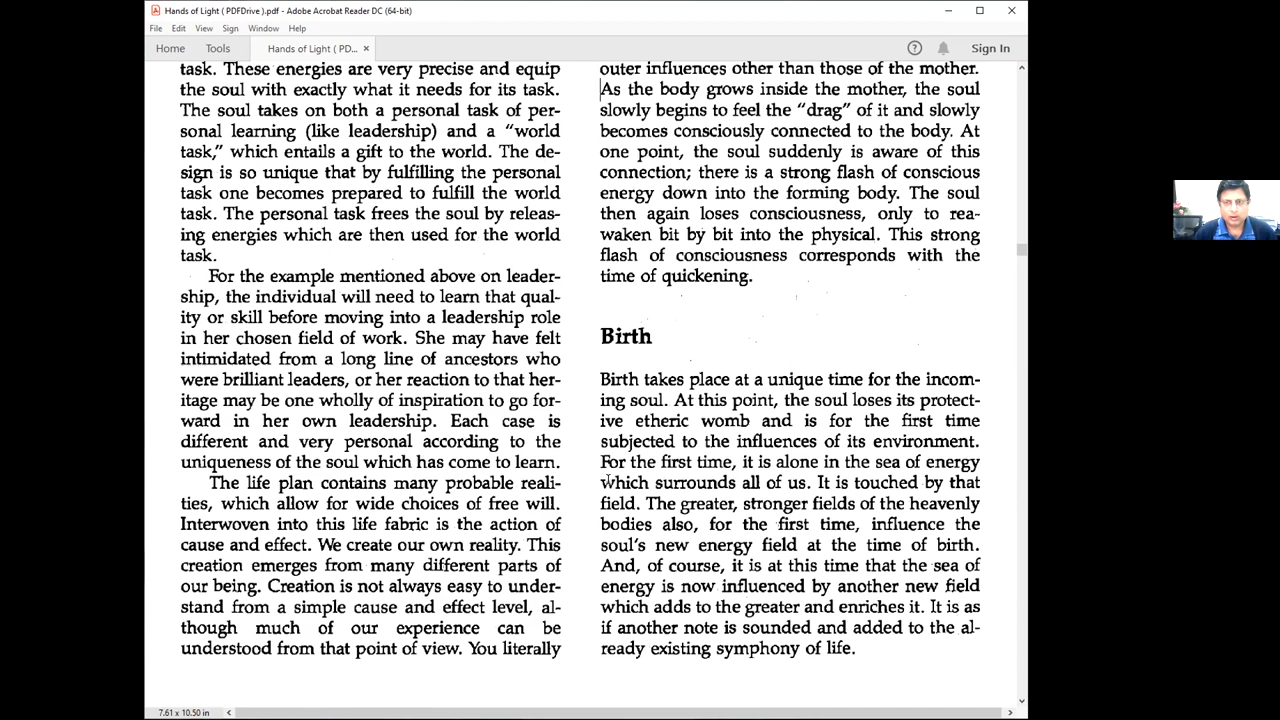 Hands of Light ( PDFDrive ).pdf - Adobe Acrobat Reader DC (64-bit)
File Edit View Sign Window Help
Home Tools Hands of Light ( PD... × Sign In
task. These energies are very precise and equip
the soul with exactly what it needs for its task.
The soul takes on both a personal task of per-
sonal learning (like leadership) and a “world
task,” which entails a gift to the world. The de-
sign is so unique that by fulfilling the personal
task one becomes prepared to fulfill the world
task. The personal task frees the soul by releas-
ing energies which are then used for the world
task.
For the example mentioned above on leader-
ship, the individual will need to learn that qual-
ity or skill before moving into a leadership role
in her chosen field of work. She may have felt
intimidated from a long line of ancestors who
were brilliant leaders, or her reaction to that her-
itage may be one wholly of inspiration to go for-
ward in her own leadership. Each case is
different and very personal according to the
uniqueness of the soul which has come to learn.
The life plan contains many probable reali-
ties, which allow for wide choices of free will.
Interwoven into this life fabric is the action of
cause and effect. We create our own reality. This
creation emerges from many different parts of
our being. Creation is not always easy to under-
stand from a simple cause and effect level, al-
though much of our experience can be
understood from that point of view. You literally
outer influences other than those of the mother.
As the body grows inside the mother, the soul
slowly begins to feel the “drag” of it and slowly
becomes consciously connected to the body. At
one point, the soul suddenly is aware of this
connection; there is a strong flash of conscious
energy down into the forming body. The soul
then again loses consciousness, only to rea-
waken bit by bit into the physical. This strong
flash of consciousness corresponds with the
time of quickening.
Birth
Birth takes place at a unique time for the incom-
ing soul. At this point, the soul loses its protect-
ive etheric womb and is for the first time
subjected to the influences of its environment.
For the first time, it is alone in the sea of energy
which surrounds all of us. It is touched by that
field. The greater, stronger fields of the heavenly
bodies also, for the first time, influence the
soul's new energy field at the time of birth.
And, of course, it is at this time that the sea of
energy is now influenced by another new field
which adds to the greater and enriches it. It is as
if another note is sounded and added to the al-
ready existing symphony of life.
7.61 x 10.50 in